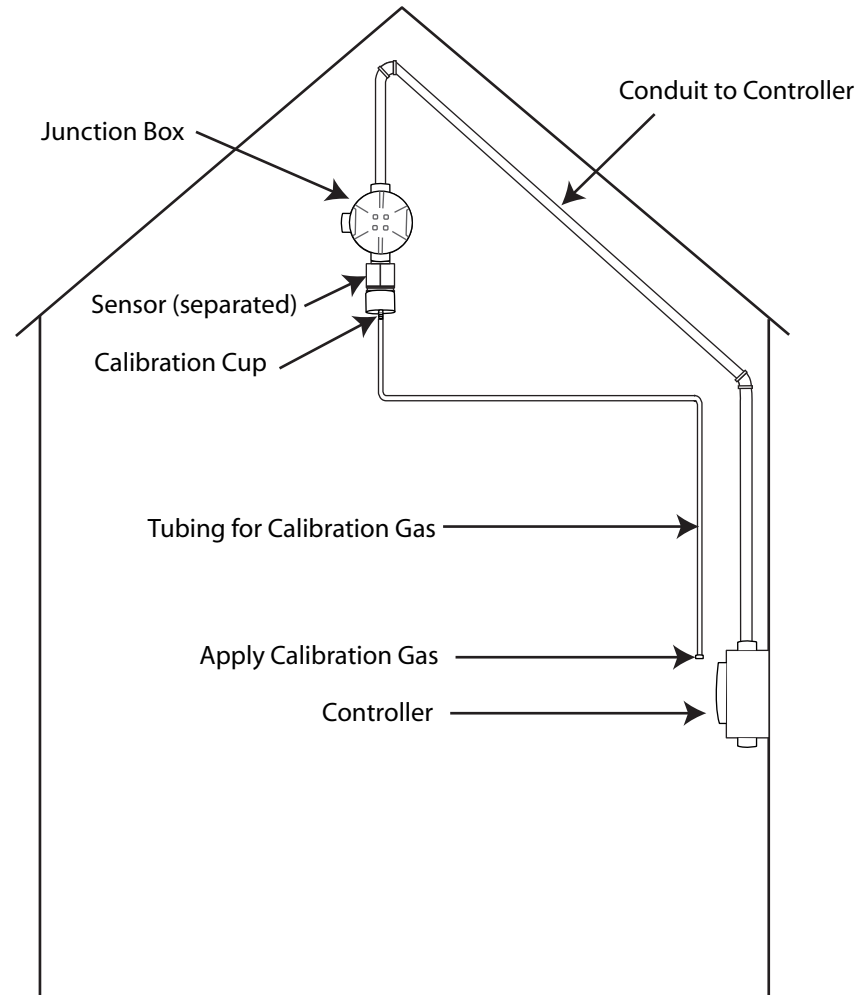 Conduit to Controller
Junction Box
Sensor (separated)
Calibration Cup
Tubing for Calibration Gas
Apply Calibration Gas
Controller